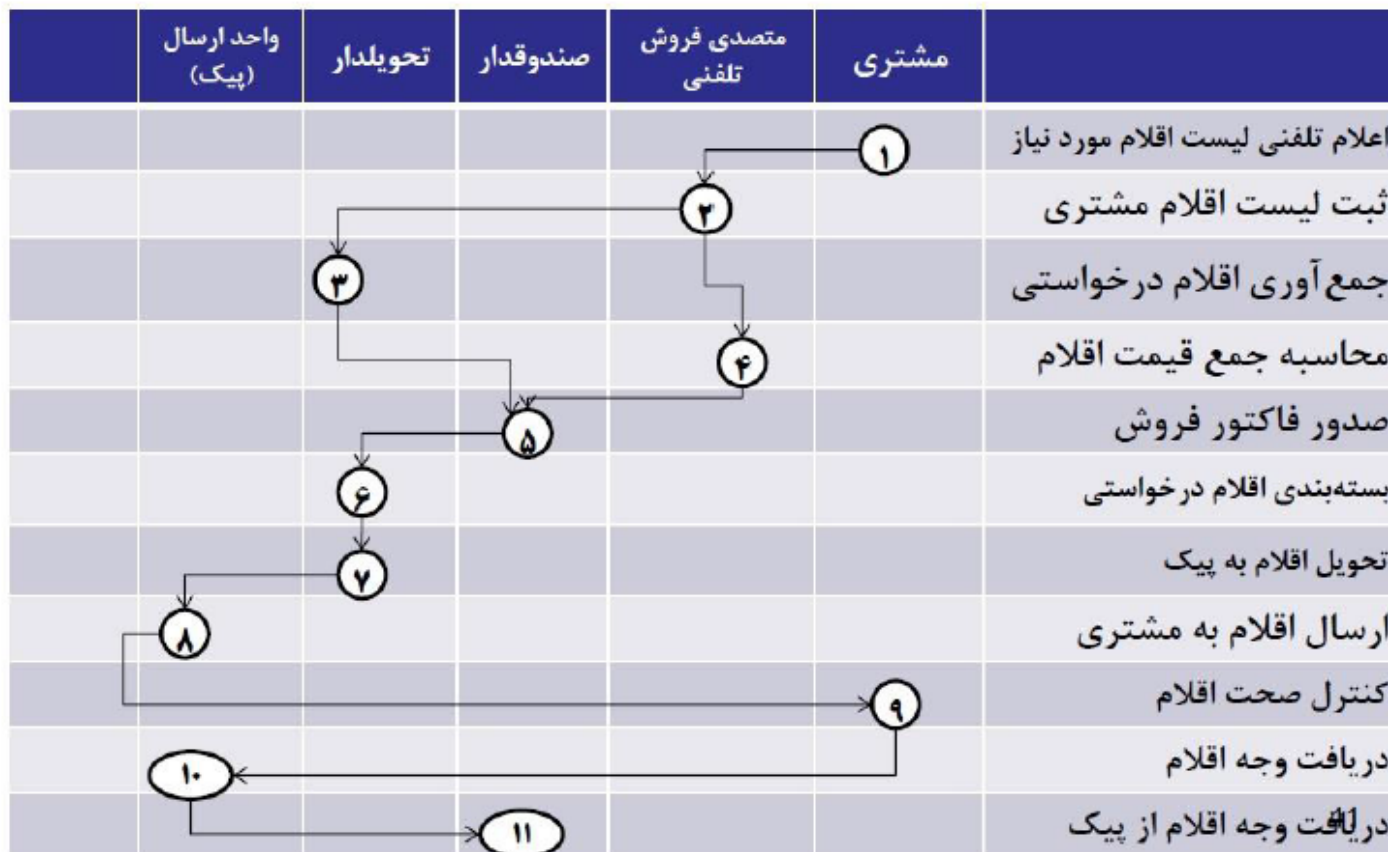 مشتری
متصدی فروش
تلفنی
صندوقدار
تحویلدار
واحد ارسال
(پیک)
اعلام تلفنی لیست اقلام مورد نیاز
۱
ثبت لیست اقلام مشتری
۲
جمع‌آوری اقلام درخواستی
۳
محاسبه جمع قیمت اقلام
۴
صدور فاکتور فروش
۵
بسته‌بندی اقلام درخواستی
۶
تحویل اقلام به پیک
۷
ارسال اقلام به مشتری
۸
کنترل صحت اقلام
۹
دریافت وجه اقلام
۱۰
دریافت وجه اقلام از پیک
۱۱